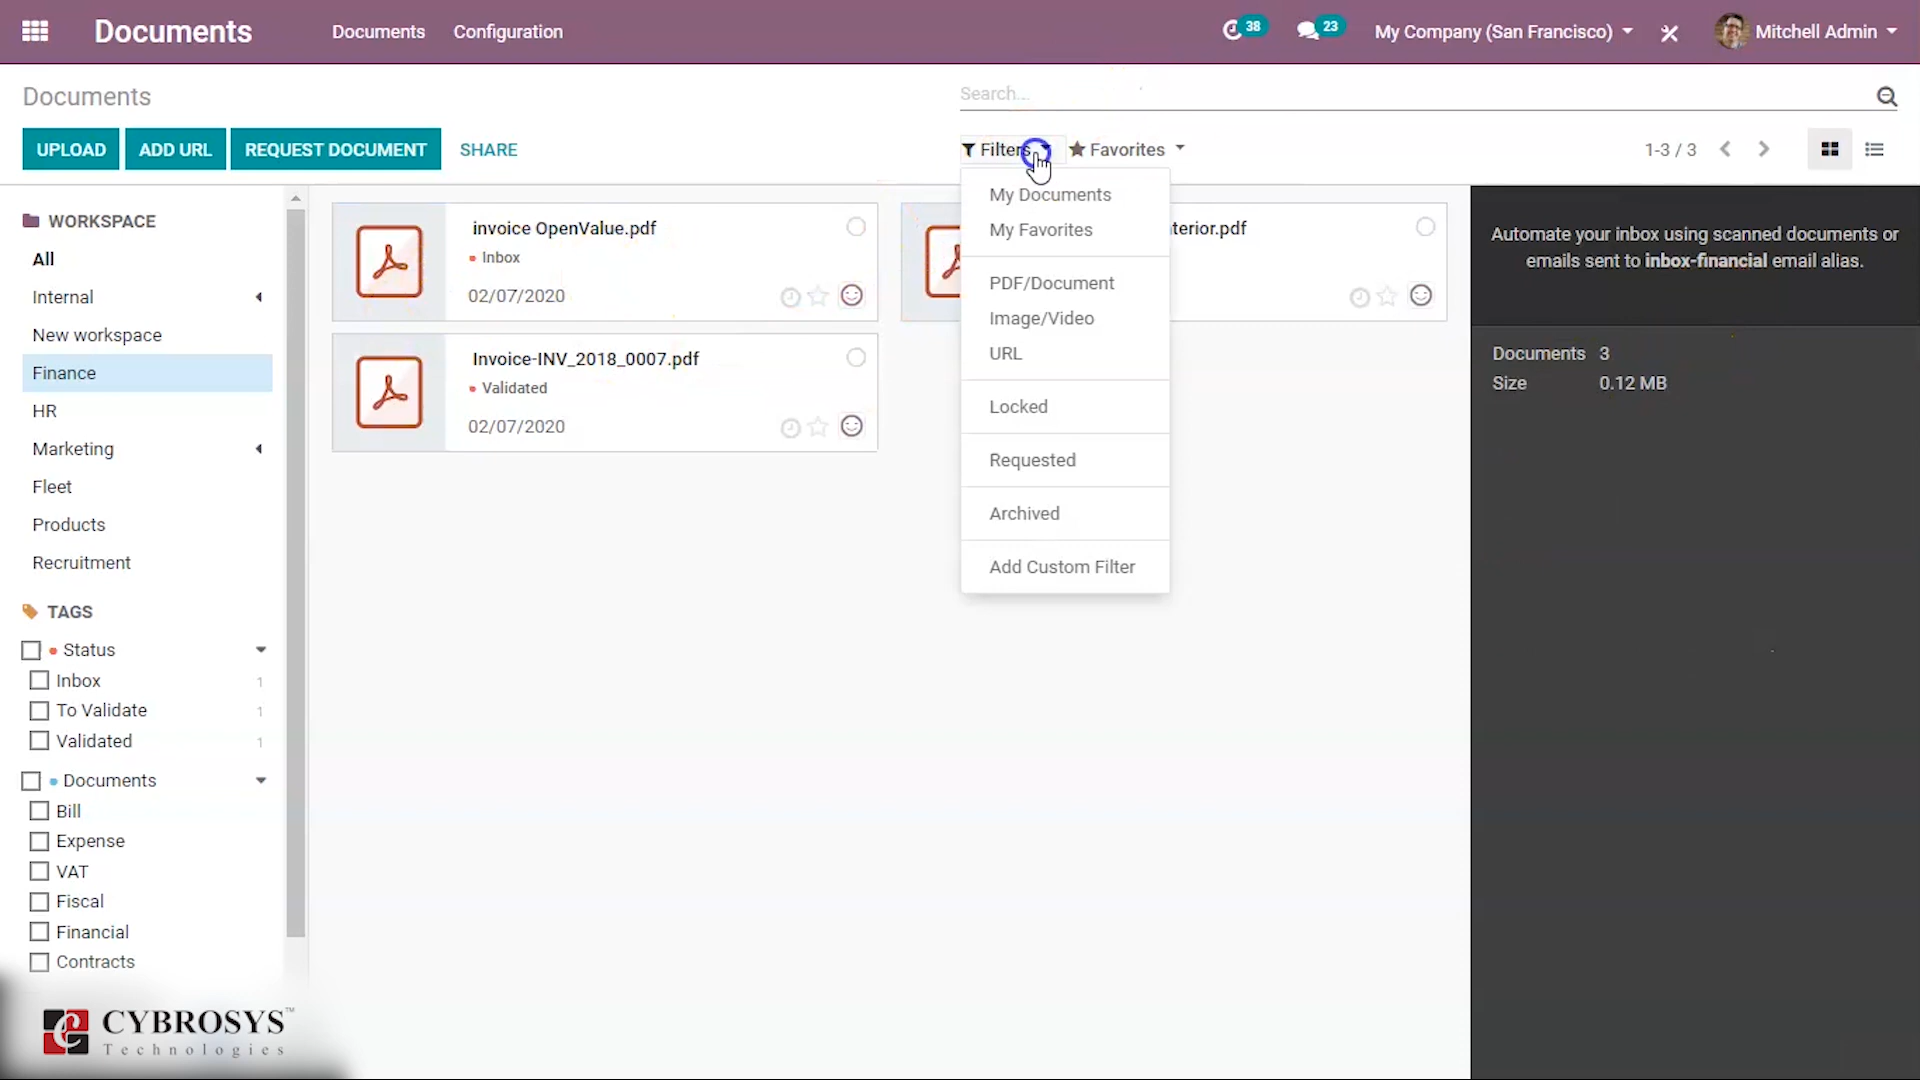 Documents
Documents Configuration
38
23
My Company (San Francisco)
Mitchell Admin
Documents
Search...
UPLOAD ADD URL REQUEST DOCUMENT SHARE
Filters Favorites
1-3 / 3
WORKSPACE
All
Internal
New workspace
Finance
HR
Marketing
Fleet
Products
Recruitment
TAGS
Status
Inbox 1
To Validate 1
Validated 1
Documents
Bill
Expense
VAT
Fiscal
Financial
Contracts
invoice OpenValue.pdf
Inbox
02/07/2020
Invoice-INV_2018_0007.pdf
Validated
02/07/2020
terior.pdf
My Documents
My Favorites
PDF/Document
Image/Video
URL
Locked
Requested
Archived
Add Custom Filter
Automate your inbox using scanned documents or
emails sent to inbox-financial email alias.
Documents 3
Size 0.12 MB
CYBROSYS™
Technologies